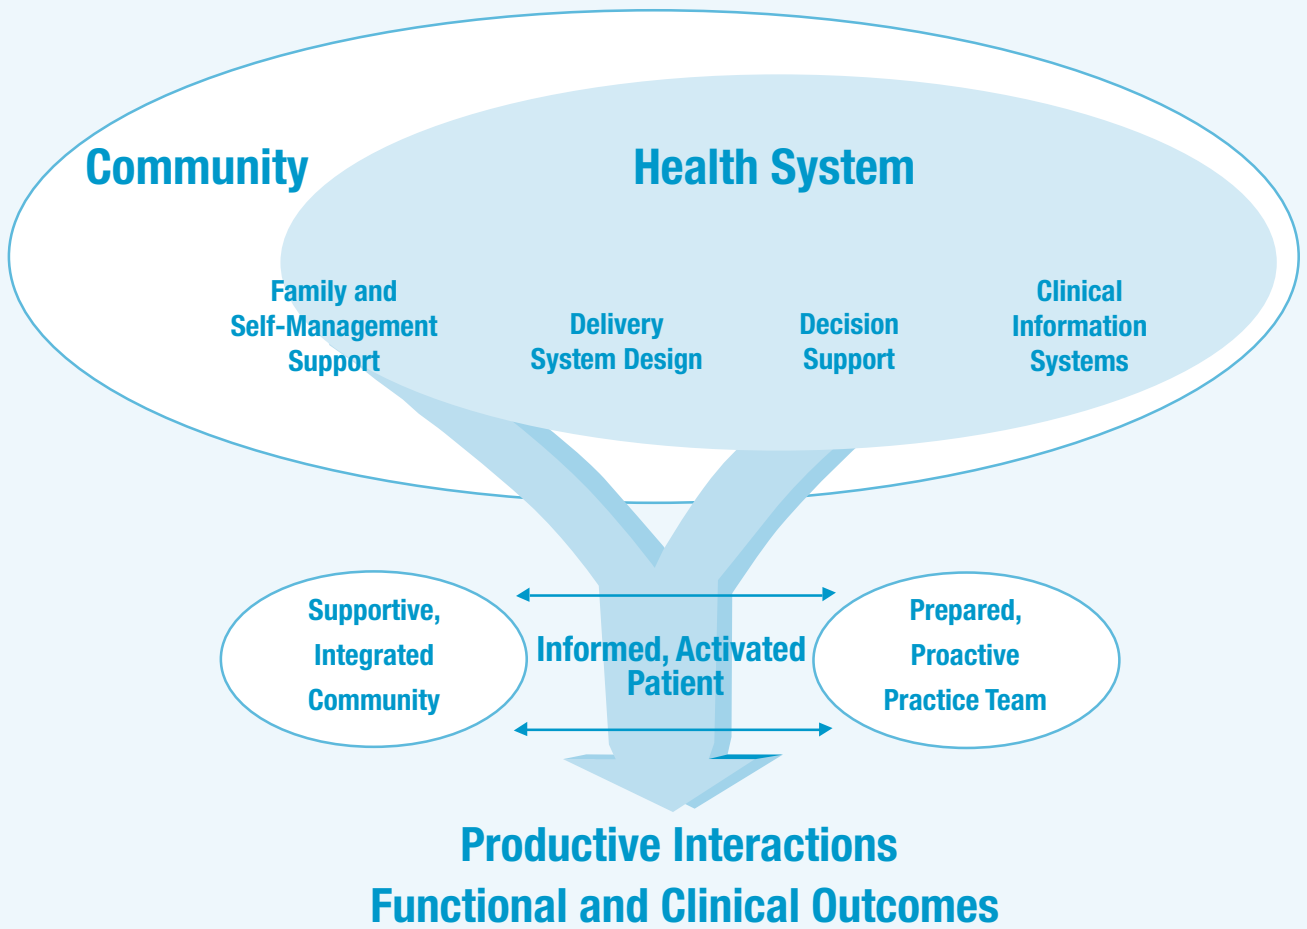 Community
Health System
Family and
Self-Management
Support
Delivery
System Design
Decision
Support
Clinical
Information
Systems
Supportive,
Integrated
Community
Informed, Activated
Patient
Prepared,
Proactive
Practice Team
Productive Interactions
Functional and Clinical Outcomes